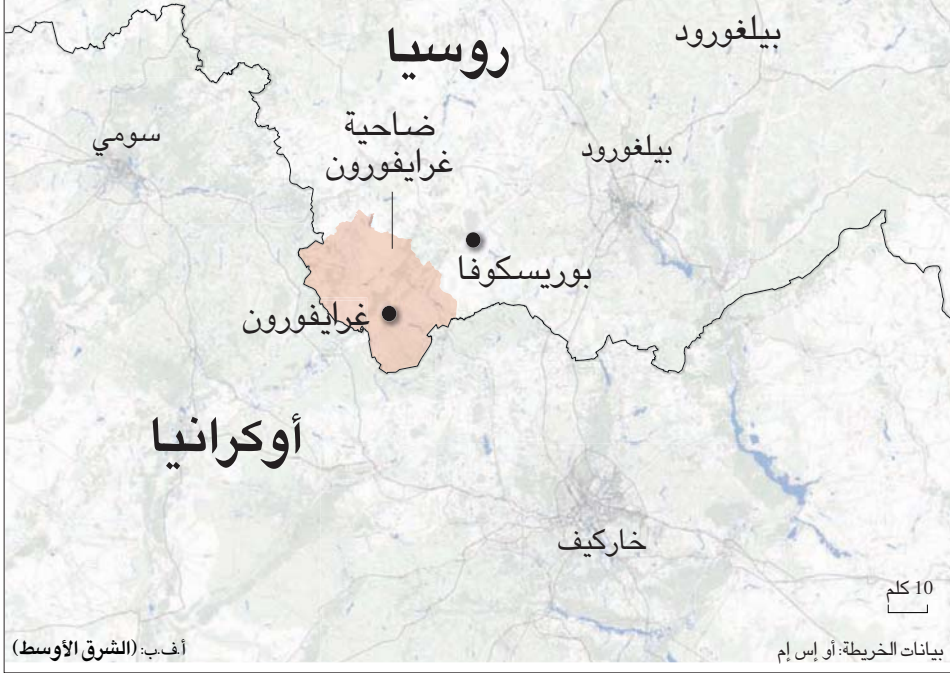 بيلغورود
روسيا
سومي
ضاحية
غرايفورون
بيلغورود
بوريسكوفا
غرايفورون
أوكرانيا
خاركيف
10 كلم
بيانات الخريطة: أو إس إم
أ.ف.ب: (الشرق الأوسط)